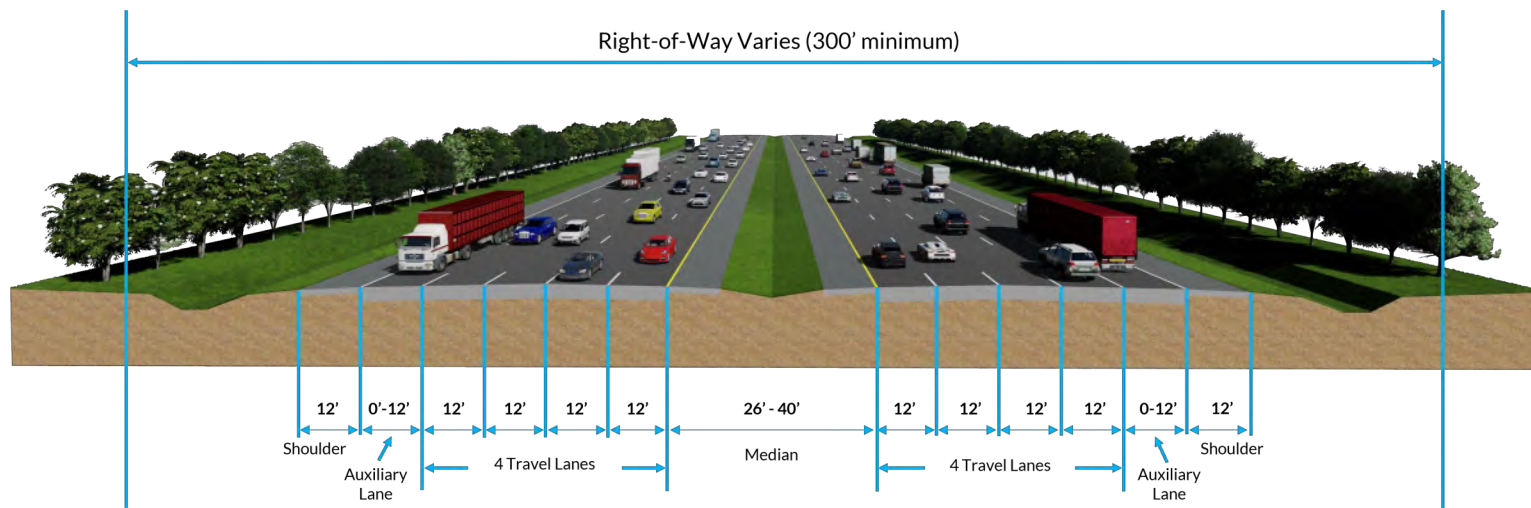 Right-of-Way Varies (300’ minimum)
12’ 0’-12’ 12’ 12’ 12’ 12’ 26’ - 40’ 12’ 12’ 12’ 12’ 0-12’ 12’
Shoulder 4 Travel Lanes Median 4 Travel Lanes Shoulder
Auxiliary
Lane
Auxiliary
Lane